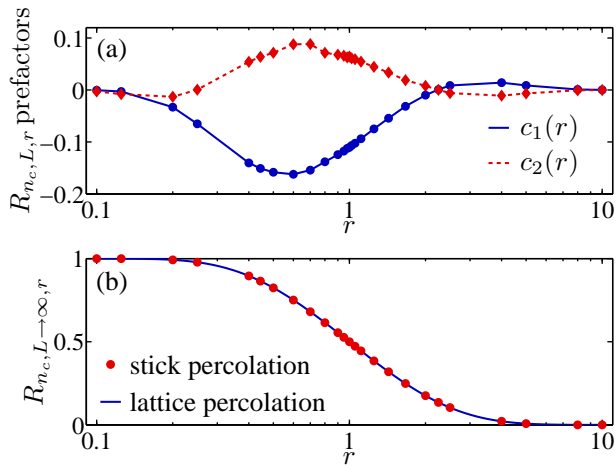 (a)
0.1
0
−0.1
−0.2
R_{n_c,L,r} prefactors
c_1(r)
c_2(r)
0.1
1
10
r
(b)
1
0.5
0
R_{n_c,L→∞,r}
stick percolation
lattice percolation
0.1
1
10
r